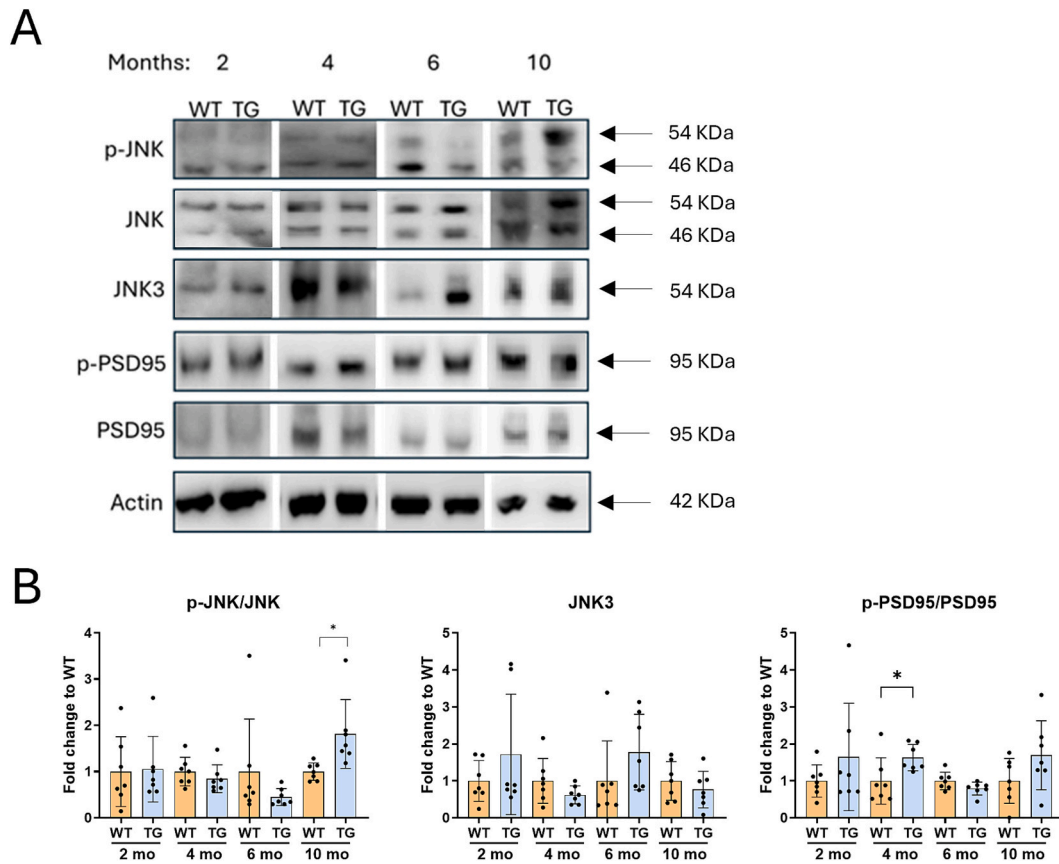 A
Months: 2 4 6 10
WT TG WT TG WT TG WT TG
p-JNK 54 KDa
46 KDa
JNK 54 KDa
46 KDa
JNK3 54 KDa
p-PSD95 95 KDa
PSD95 95 KDa
Actin 42 KDa
B
p-JNK/JNK
Fold change to WT
4
3
2
1
0
*
WT TG WT TG WT TG WT TG
2 mo 4 mo 6 mo 10 mo
JNK3
Fold change to WT
5
4
3
2
1
0
WT TG WT TG WT TG WT TG
2 mo 4 mo 6 mo 10 mo
p-PSD95/PSD95
Fold change to WT
5
4
3
2
1
0
*
WT TG WT TG WT TG WT TG
2 mo 4 mo 6 mo 10 mo